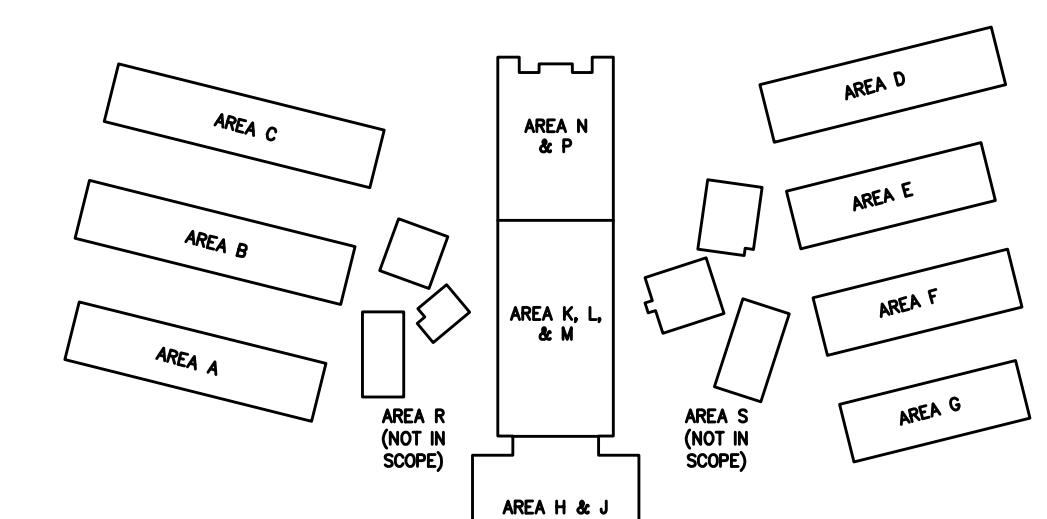 AREA D
AREA C
AREA N
& P
AREA E
AREA B
AREA F
AREA K, L,
& M
AREA A
AREA G
AREA R
(NOT IN
SCOPE)
AREA S
(NOT IN
SCOPE)
AREA H & J